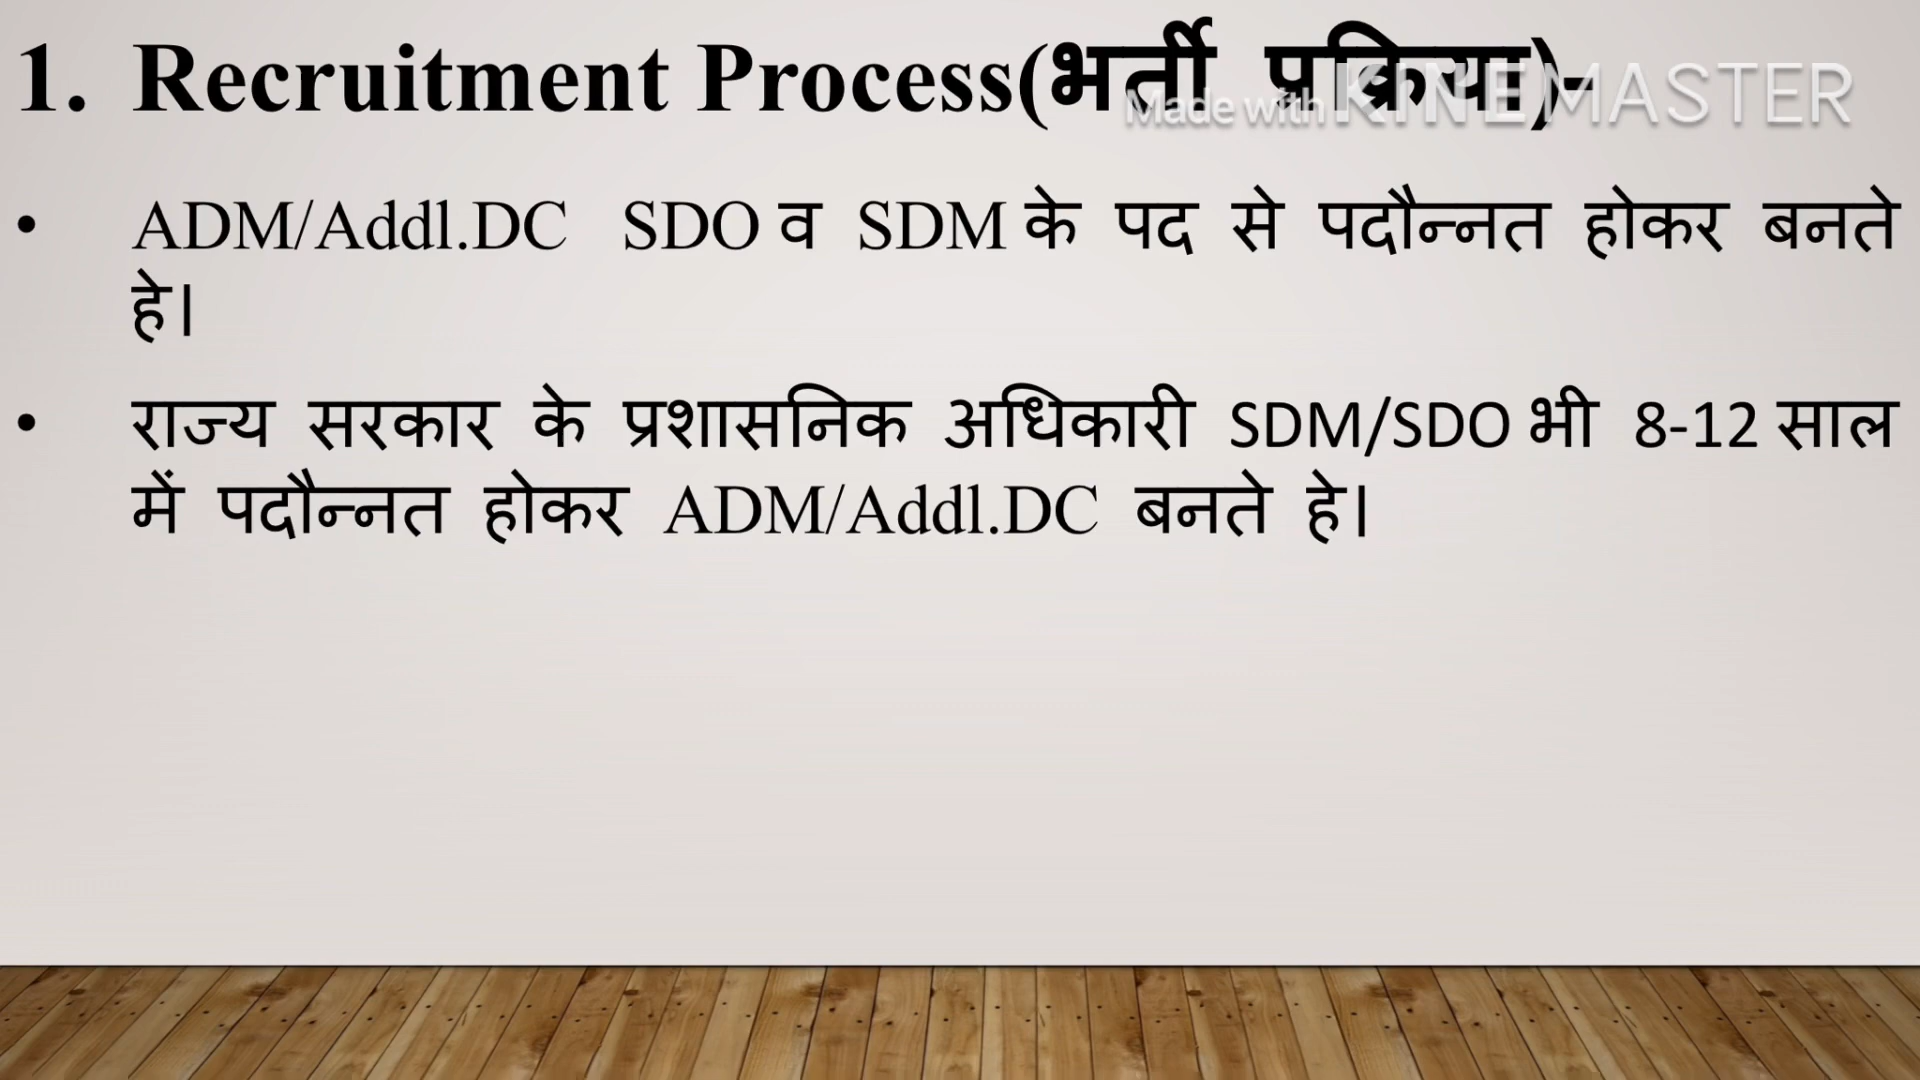 1. Recruitment Process(भर्ती प्रक्रिया)-
Made with KINEMASTER
• ADM/Addl.DC SDO व SDM के पद से पदौन्नत होकर बनते
हे।
• राज्य सरकार के प्रशासनिक अधिकारी SDM/SDO भी 8-12 साल
में पदौन्नत होकर ADM/Addl.DC बनते हे।